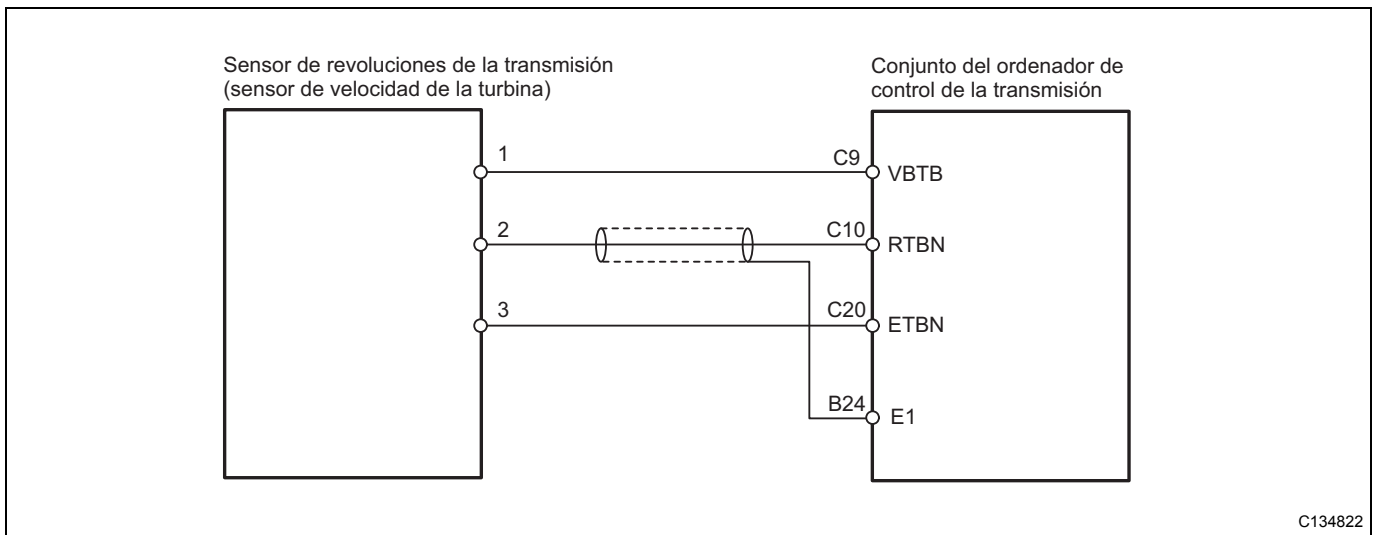 Sensor de revoluciones de la transmisión
(sensor de velocidad de la turbina)
Conjunto del ordenador de
control de la transmisión
1
C9
VBTB
2
C10
RTBN
3
C20
ETBN
B24
E1
C134822